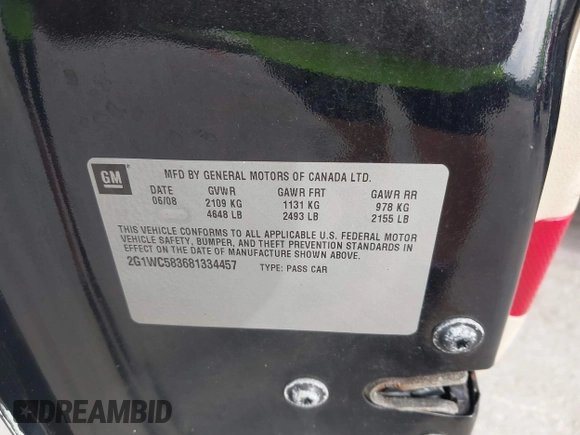 GM
MFD BY GENERAL MOTORS OF CANADA LTD.
DATE GVWR GAWR FRT GAWR RR
06/08 2109 KG 1131 KG 978 KG
4648 LB 2493 LB 2155 LB
THIS VEHICLE CONFORMS TO ALL APPLICABLE U.S. FEDERAL MOTOR
VEHICLE SAFETY, BUMPER, AND THEFT PREVENTION STANDARDS IN
EFFECT ON THE DATE OF MANUFACTURE SHOWN ABOVE.
2G1WC583681334457 TYPE: PASS CAR
DREAMBID